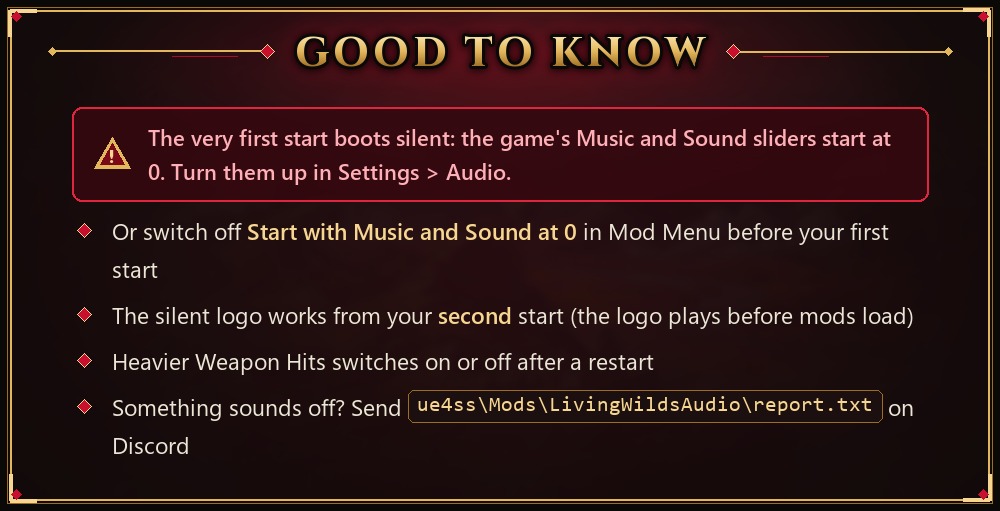 GOOD TO KNOW
The very first start boots silent: the game's Music and Sound sliders start at
0. Turn them up in Settings > Audio.
Or switch off Start with Music and Sound at 0 in Mod Menu before your first
start
The silent logo works from your second start (the logo plays before mods load)
Heavier Weapon Hits switches on or off after a restart
Something sounds off? Send ue4ss\Mods\LivingWildsAudio\report.txt on
Discord